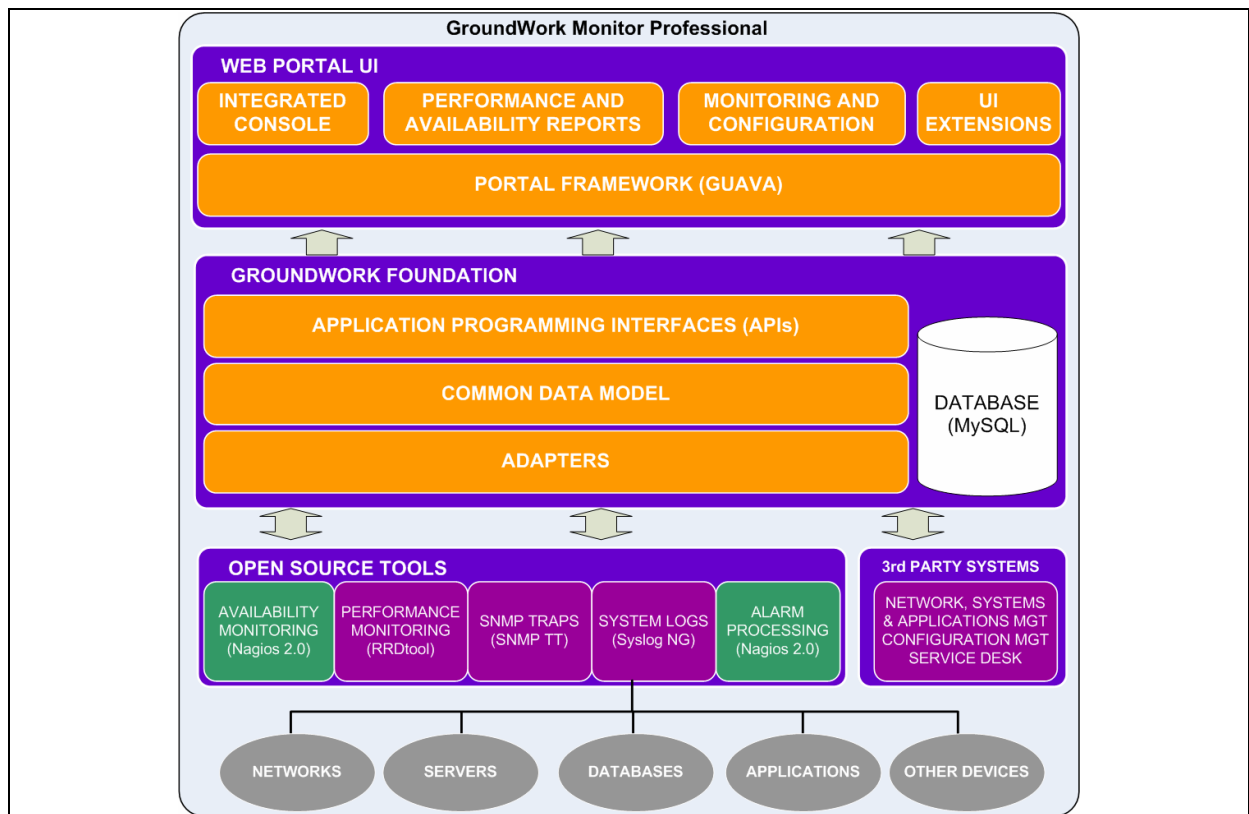 GroundWork Monitor Professional
WEB PORTAL UI
INTEGRATED
CONSOLE
PERFORMANCE AND
AVAILABILITY REPORTS
MONITORING AND
CONFIGURATION
UI
EXTENSIONS
PORTAL FRAMEWORK (GUAVA)
GROUNDWORK FOUNDATION
APPLICATION PROGRAMMING INTERFACES (APIs)
COMMON DATA MODEL
ADAPTERS
DATABASE
(MySQL)
OPEN SOURCE TOOLS
AVAILABILITY
MONITORING
(Nagios 2.0)
PERFORMANCE
MONITORING
(RRDtool)
SNMP TRAPS
(SNMP TT)
SYSTEM LOGS
(Syslog NG)
ALARM
PROCESSING
(Nagios 2.0)
3rd PARTY SYSTEMS
NETWORK, SYSTEMS
& APPLICATIONS MGT
CONFIGURATION MGT
SERVICE DESK
NETWORKS
SERVERS
DATABASES
APPLICATIONS
OTHER DEVICES